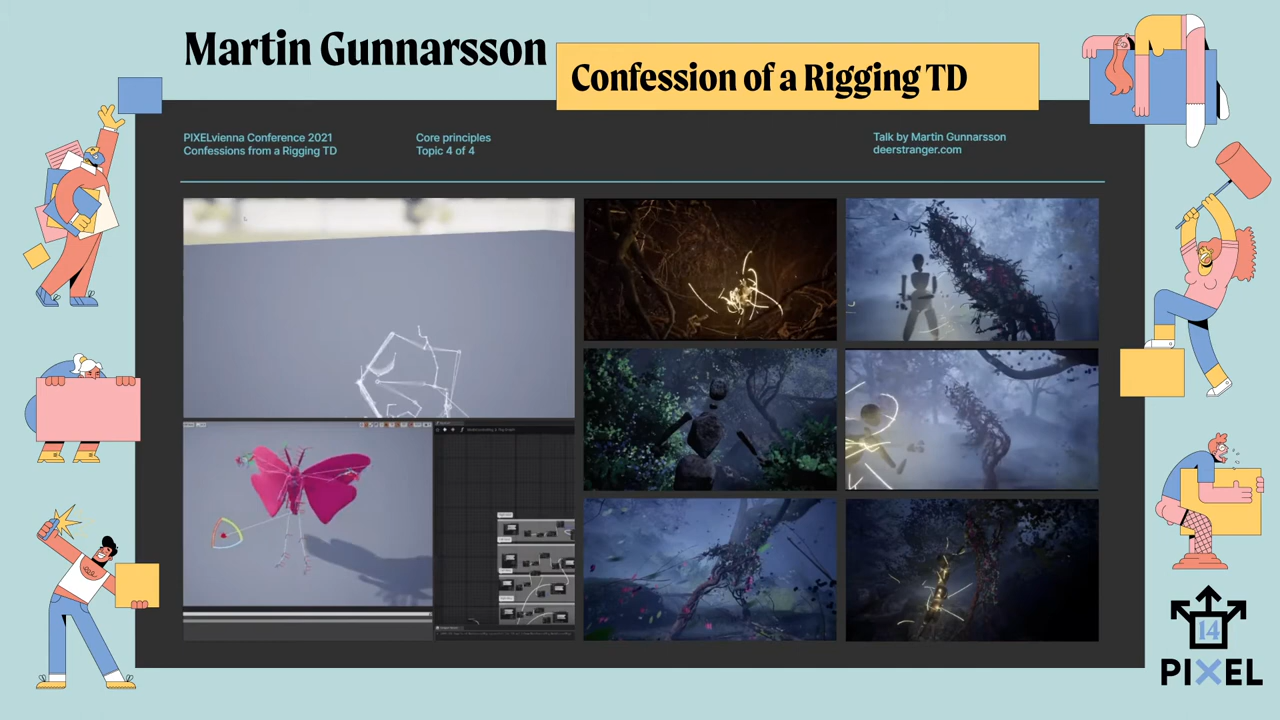 Martin Gunnarsson
Confession of a Rigging TD
PIXELvienna Conference 2021
Confessions from a Rigging TD
Core principles
Topic 4 of 4
Talk by Martin Gunnarsson
deerstranger.com
14
PIXEL